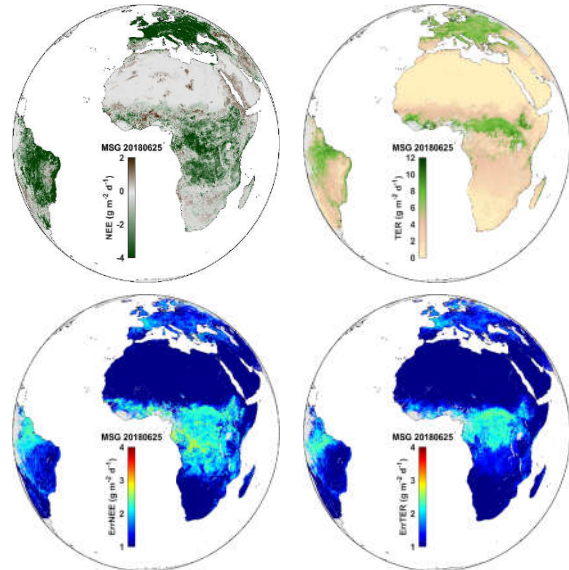 MSG 20180625
2
0
-2
-4
NEE (g m⁻² d⁻¹)
MSG 20180625
12
10
8
6
4
2
0
TER (g m⁻² d⁻¹)
MSG 20180625
4
3
2
1
ErrNEE (g m⁻² d⁻¹)
MSG 20180625
4
3
2
1
ErrTER (g m⁻² d⁻¹)